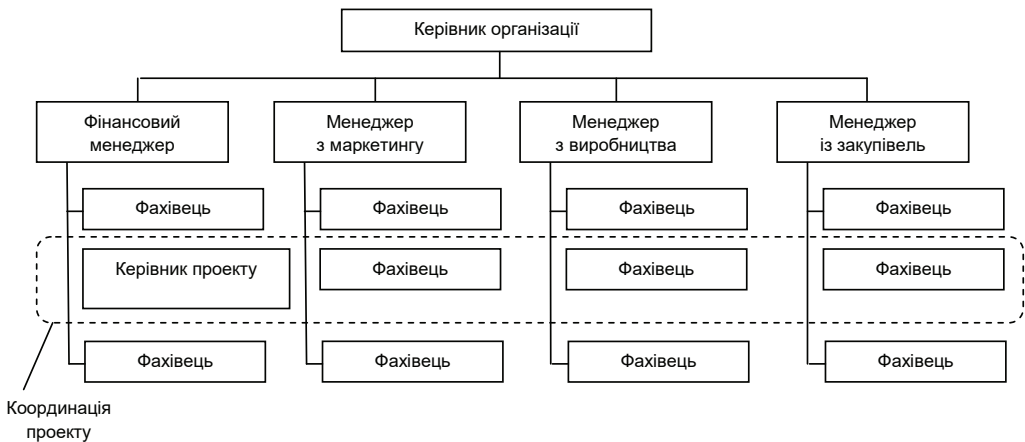 Керівник організації
Фінансовий
менеджер
Менеджер
з маркетингу
Менеджер
з виробництва
Менеджер
із закупівель
Фахівець
Фахівець
Фахівець
Фахівець
Керівник проекту
Фахівець
Фахівець
Фахівець
Фахівець
Фахівець
Фахівець
Фахівець
Координація
проекту